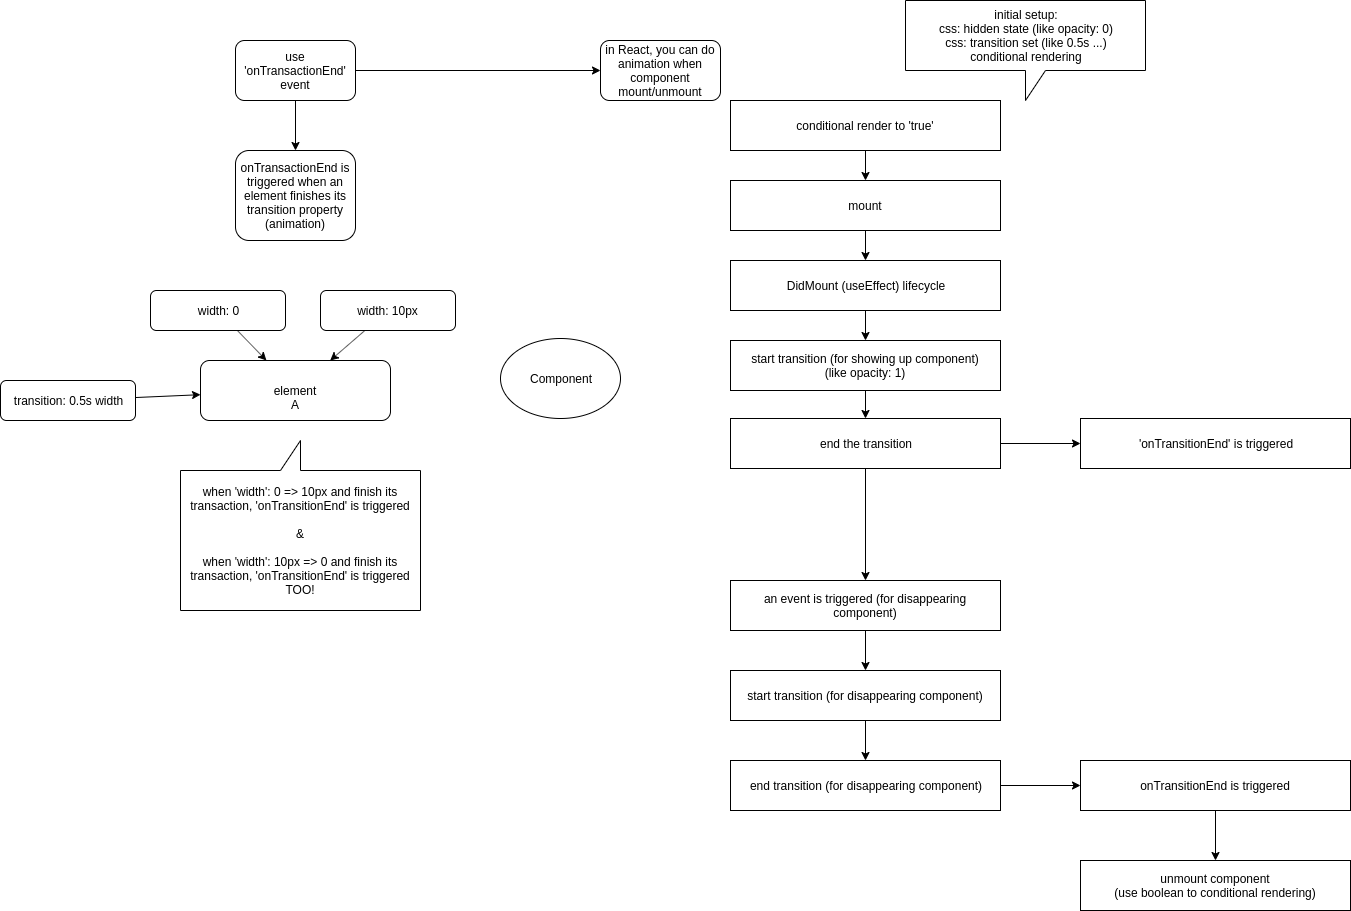 initial setup:
css: hidden state (like opacity: 0)
css: transition set (like 0.5s ...)
conditional rendering
use
'onTransactionEnd'
event
in React, you can do
animation when
component
mount/unmount
onTransactionEnd is
triggered when an
element finishes its
transition property
(animation)
width: 0
width: 10px
transition: 0.5s width
element
A
when 'width': 0 => 10px and finish its
transaction, 'onTransitionEnd' is triggered
&
when 'width': 10px => 0 and finish its
transaction, 'onTransitionEnd' is triggered
TOO!
Component
conditional render to 'true'
mount
DidMount (useEffect) lifecycle
start transition (for showing up component)
(like opacity: 1)
end the transition
'onTransitionEnd' is triggered
an event is triggered (for disappearing
component)
start transition (for disappearing component)
end transition (for disappearing component)
onTransitionEnd is triggered
unmount component
(use boolean to conditional rendering)